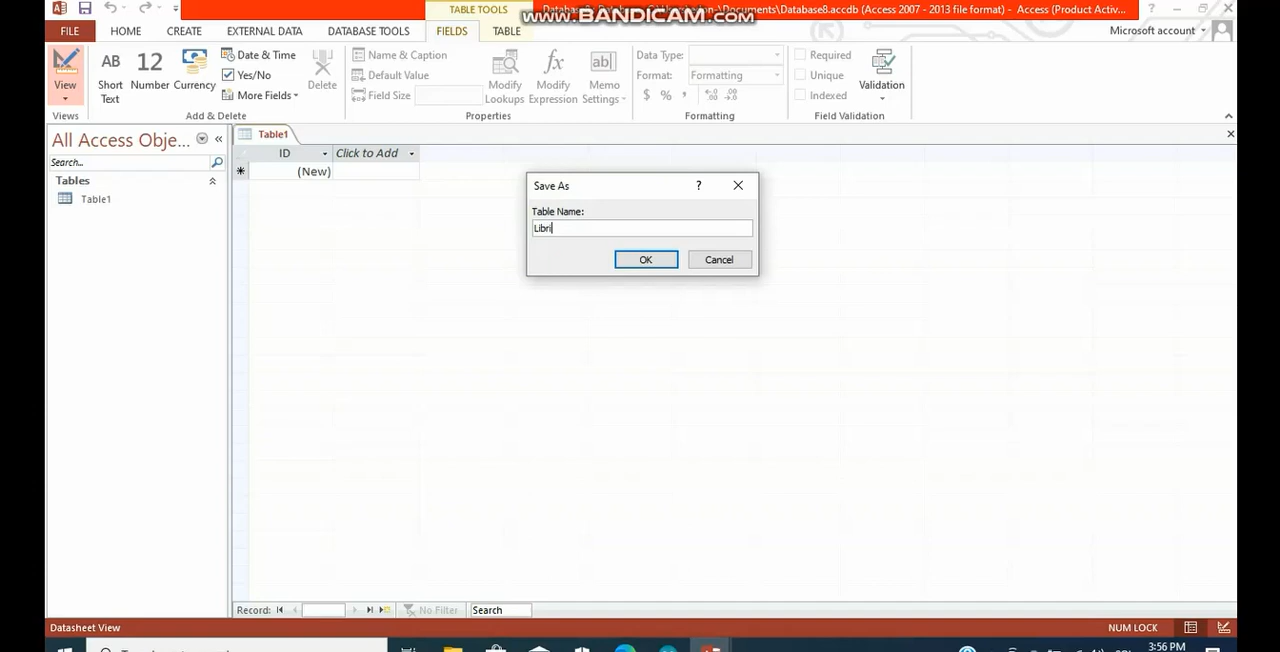 TABLE TOOLS
Documents\Database8.accdb (Access 2007 - 2013 file format) - Access (Product Activ...
www.BANDICAM.com
FILE HOME CREATE EXTERNAL DATA DATABASE TOOLS FIELDS TABLE Microsoft account
View
AB Short Text
12 Number
Currency
Date & Time
Yes/No
More Fields
Delete
Name & Caption
Default Value
Field Size
Modify Lookups
fx Modify Expression
ab| Memo Settings
Data Type:
Format: Formatting
$ % ,
Required
Unique
Indexed
Validation
Views Add & Delete Properties Formatting Field Validation
All Access Obje... «
Search...
Tables
Table1
Table1
ID Click to Add
(New)
Save As ?
Table Name:
Libri
OK Cancel
Record: No Filter Search
Datasheet View NUM LOCK
3:56 PM